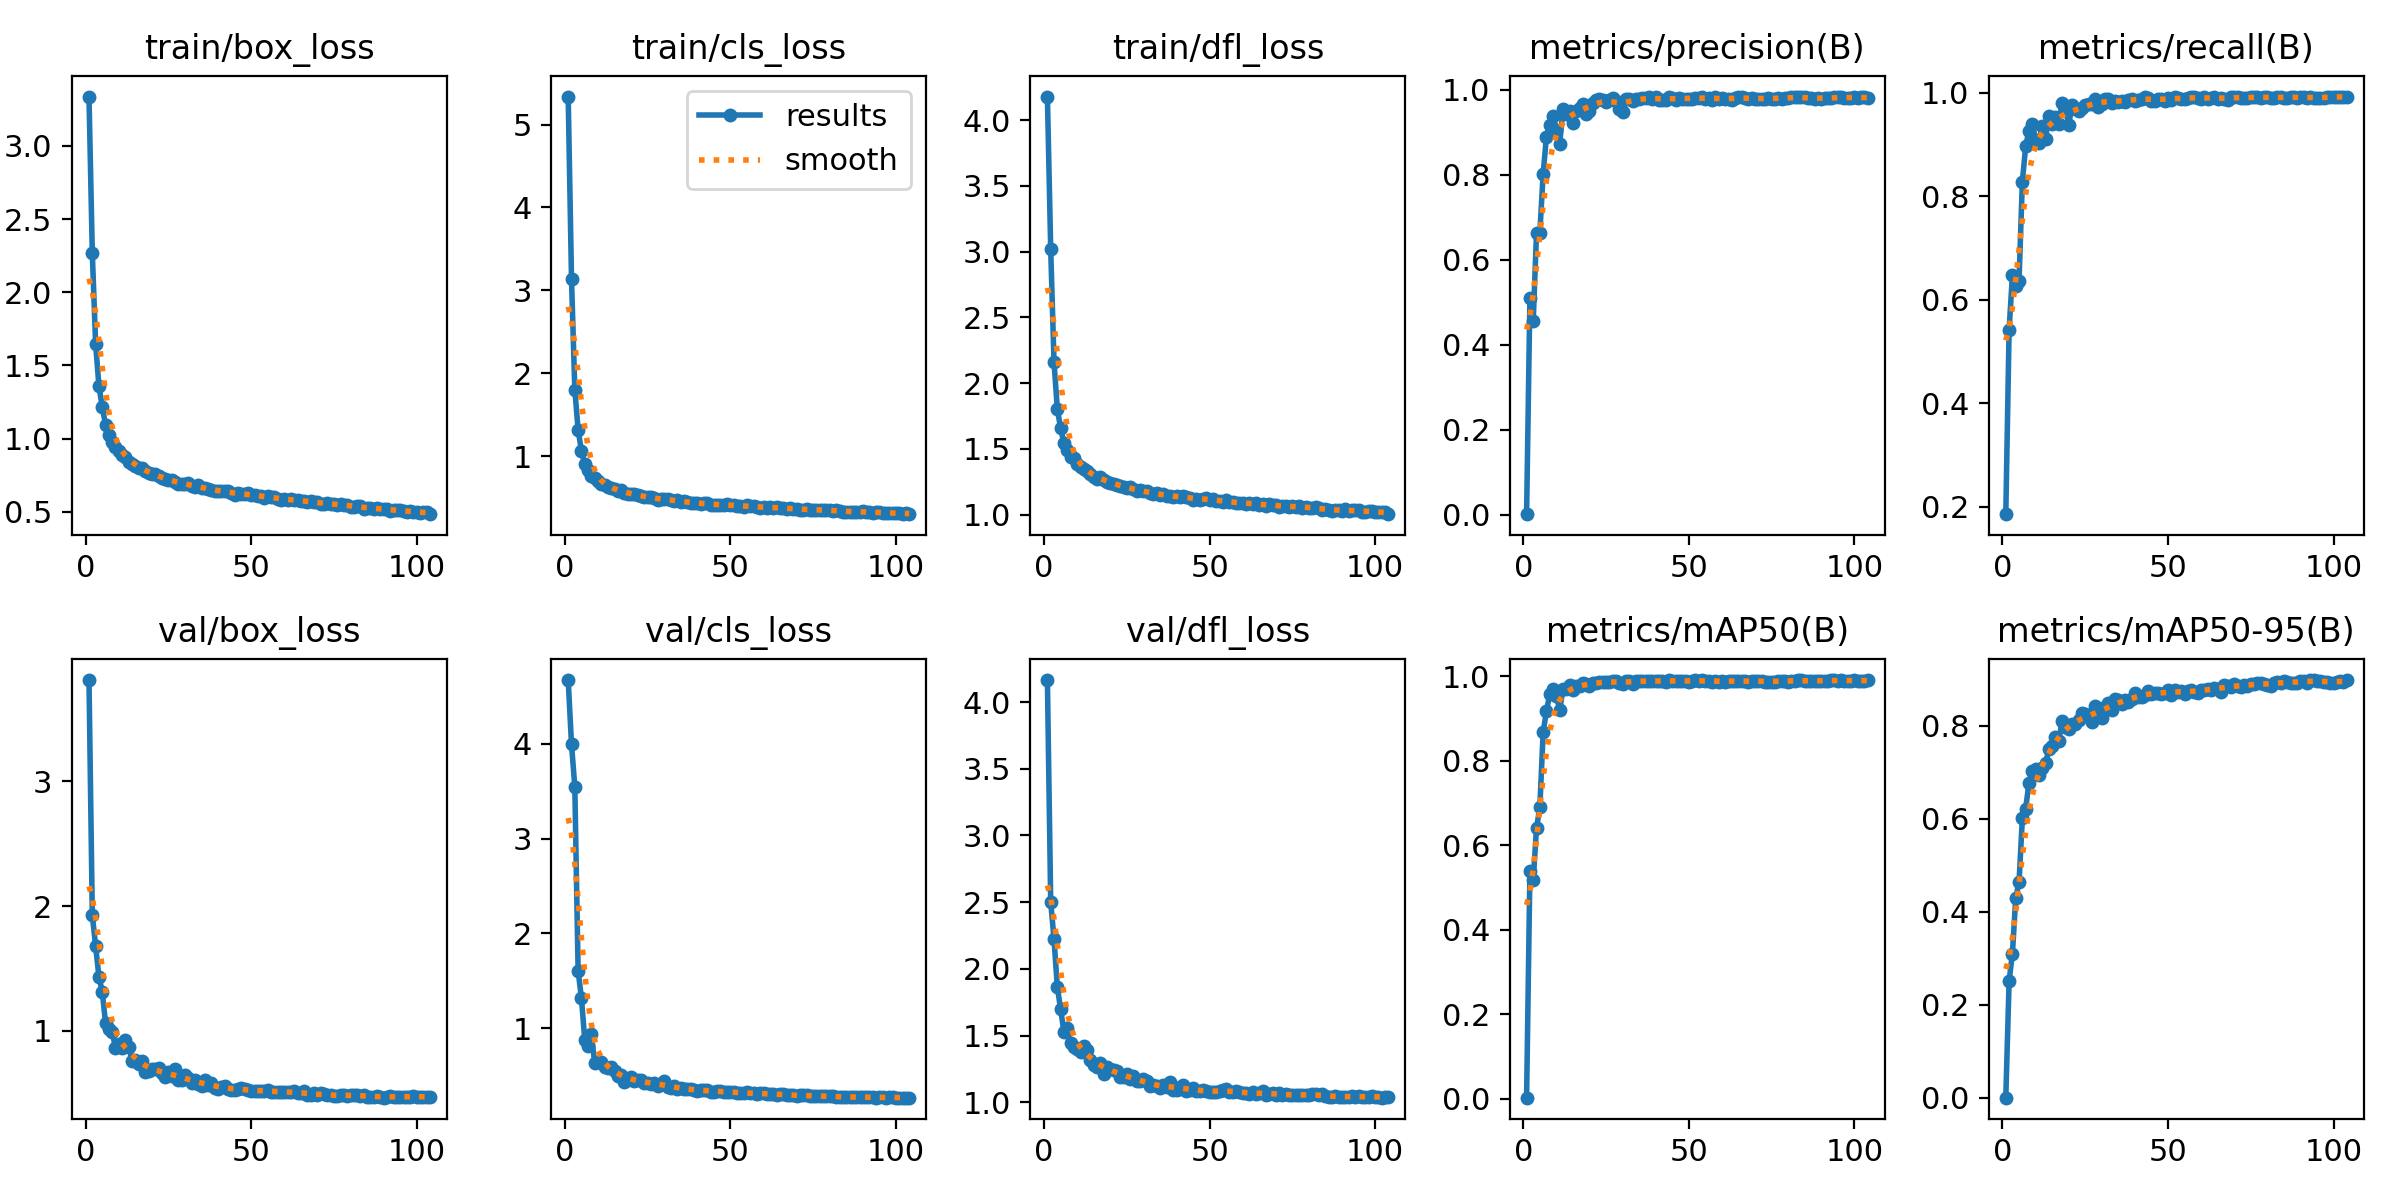 train/box_loss
3.0
2.5
2.0
1.5
1.0
0.5
0 50 100
train/cls_loss
results
smooth
5
4
3
2
1
0 50 100
train/dfl_loss
4.0
3.5
3.0
2.5
2.0
1.5
1.0
0 50 100
metrics/precision(B)
1.0
0.8
0.6
0.4
0.2
0.0
0 50 100
metrics/recall(B)
1.0
0.8
0.6
0.4
0.2
0 50 100
val/box_loss
3
2
1
0 50 100
val/cls_loss
4
3
2
1
0 50 100
val/dfl_loss
4.0
3.5
3.0
2.5
2.0
1.5
1.0
0 50 100
metrics/mAP50(B)
1.0
0.8
0.6
0.4
0.2
0.0
0 50 100
metrics/mAP50-95(B)
0.8
0.6
0.4
0.2
0.0
0 50 100